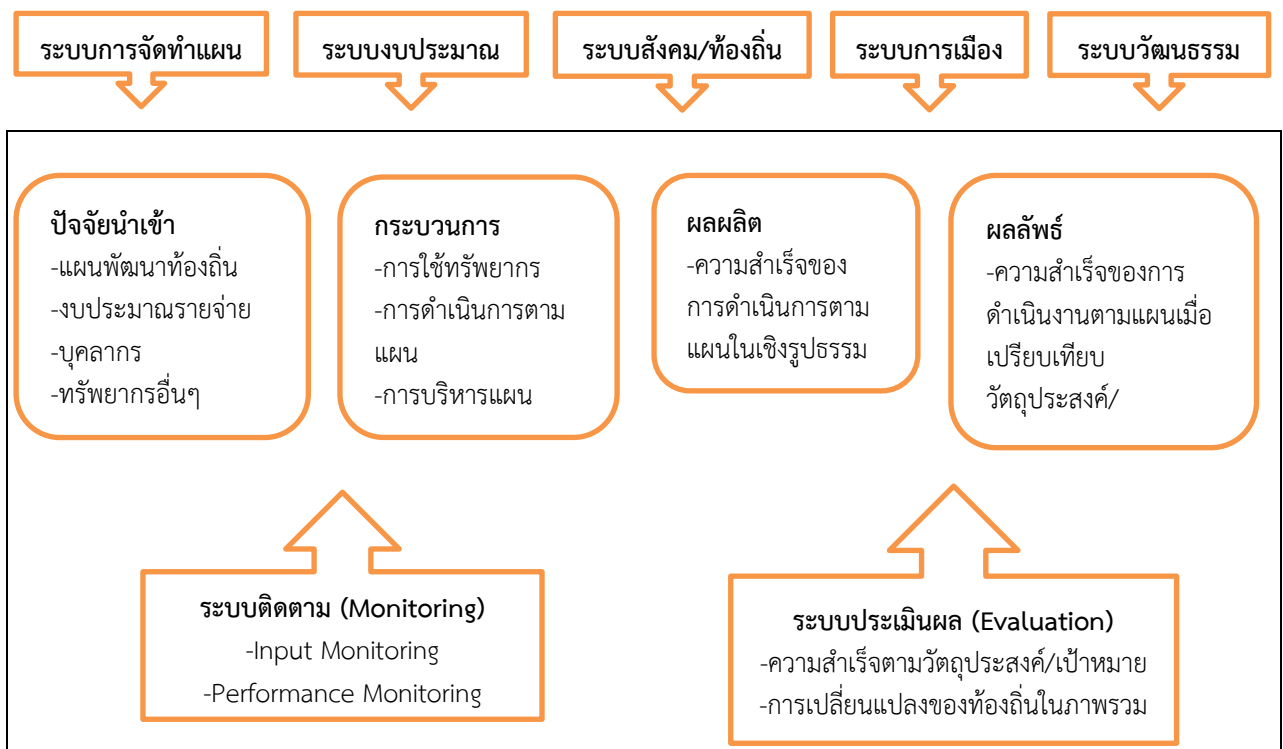 ระบบการจัดทำแผน
ระบบงบประมาณ
ระบบสังคม/ท้องถิ่น
ระบบการเมือง
ระบบวัฒนธรรม
ปัจจัยนำเข้า
-แผนพัฒนาท้องถิ่น
-งบประมาณรายจ่าย
-บุคลากร
-ทรัพยากรอื่นๆ
กระบวนการ
-การใช้ทรัพยากร
-การดำเนินการตาม
แผน
-การบริหารแผน
ผลผลิต
-ความสำเร็จของ
การดำเนินการตาม
แผนในเชิงรูปธรรม
ผลลัพธ์
-ความสำเร็จของการ
ดำเนินงานตามแผนเมื่อ
เปรียบเทียบ
วัตถุประสงค์/
ระบบติดตาม (Monitoring)
-Input Monitoring
-Performance Monitoring
ระบบประเมินผล (Evaluation)
-ความสำเร็จตามวัตถุประสงค์/เป้าหมาย
-การเปลี่ยนแปลงของท้องถิ่นในภาพรวม